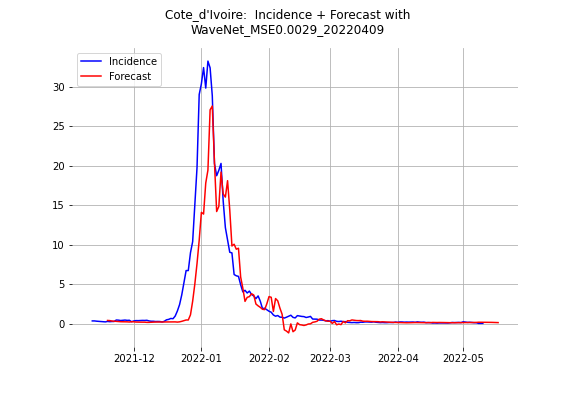 Cote_d'Ivoire:  Incidence + Forecast with
WaveNet_MSE0.0029_20220409
Incidence
Forecast
30
25
20
15
10
5
0
2021-12 2022-01 2022-02 2022-03 2022-04 2022-05